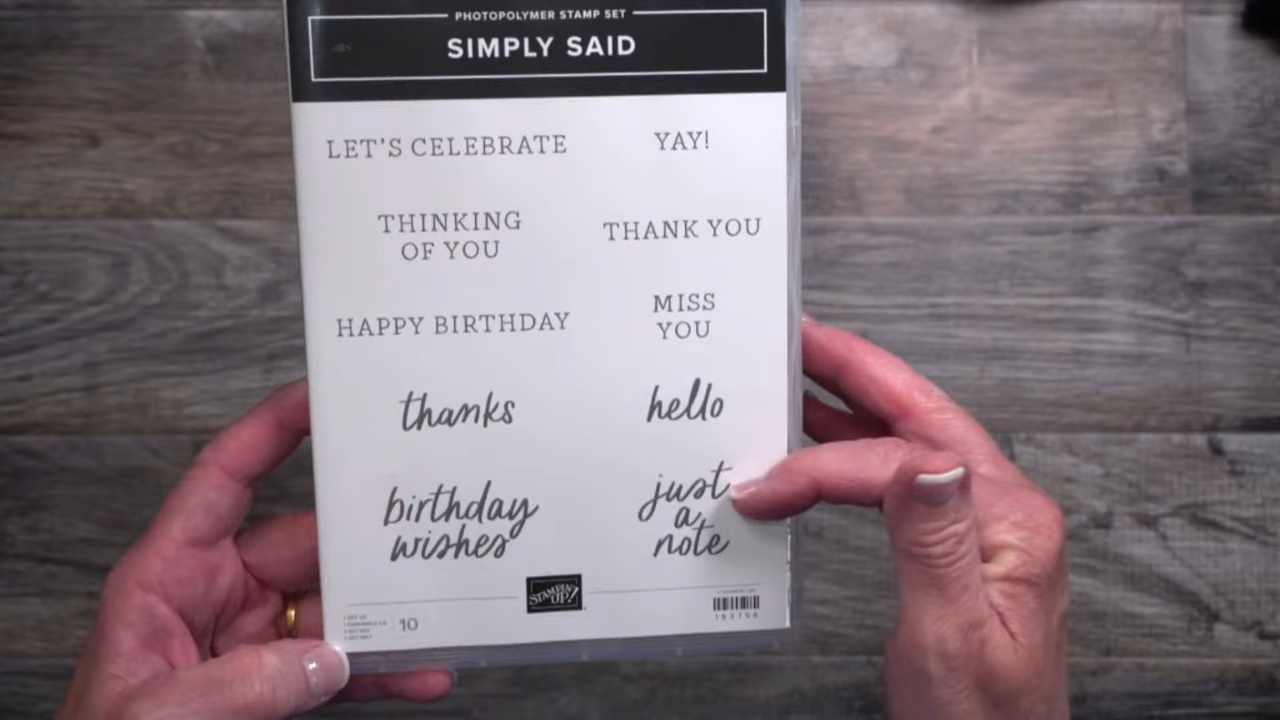 PHOTOPOLYMER STAMP SET
SIMPLY SAID
LET'S CELEBRATE
YAY!
THINKING
OF YOU
THANK YOU
HAPPY BIRTHDAY
MISS
YOU
thanks
hello
birthday
wishes
just
a
note
STAMPIN'
UP!
10